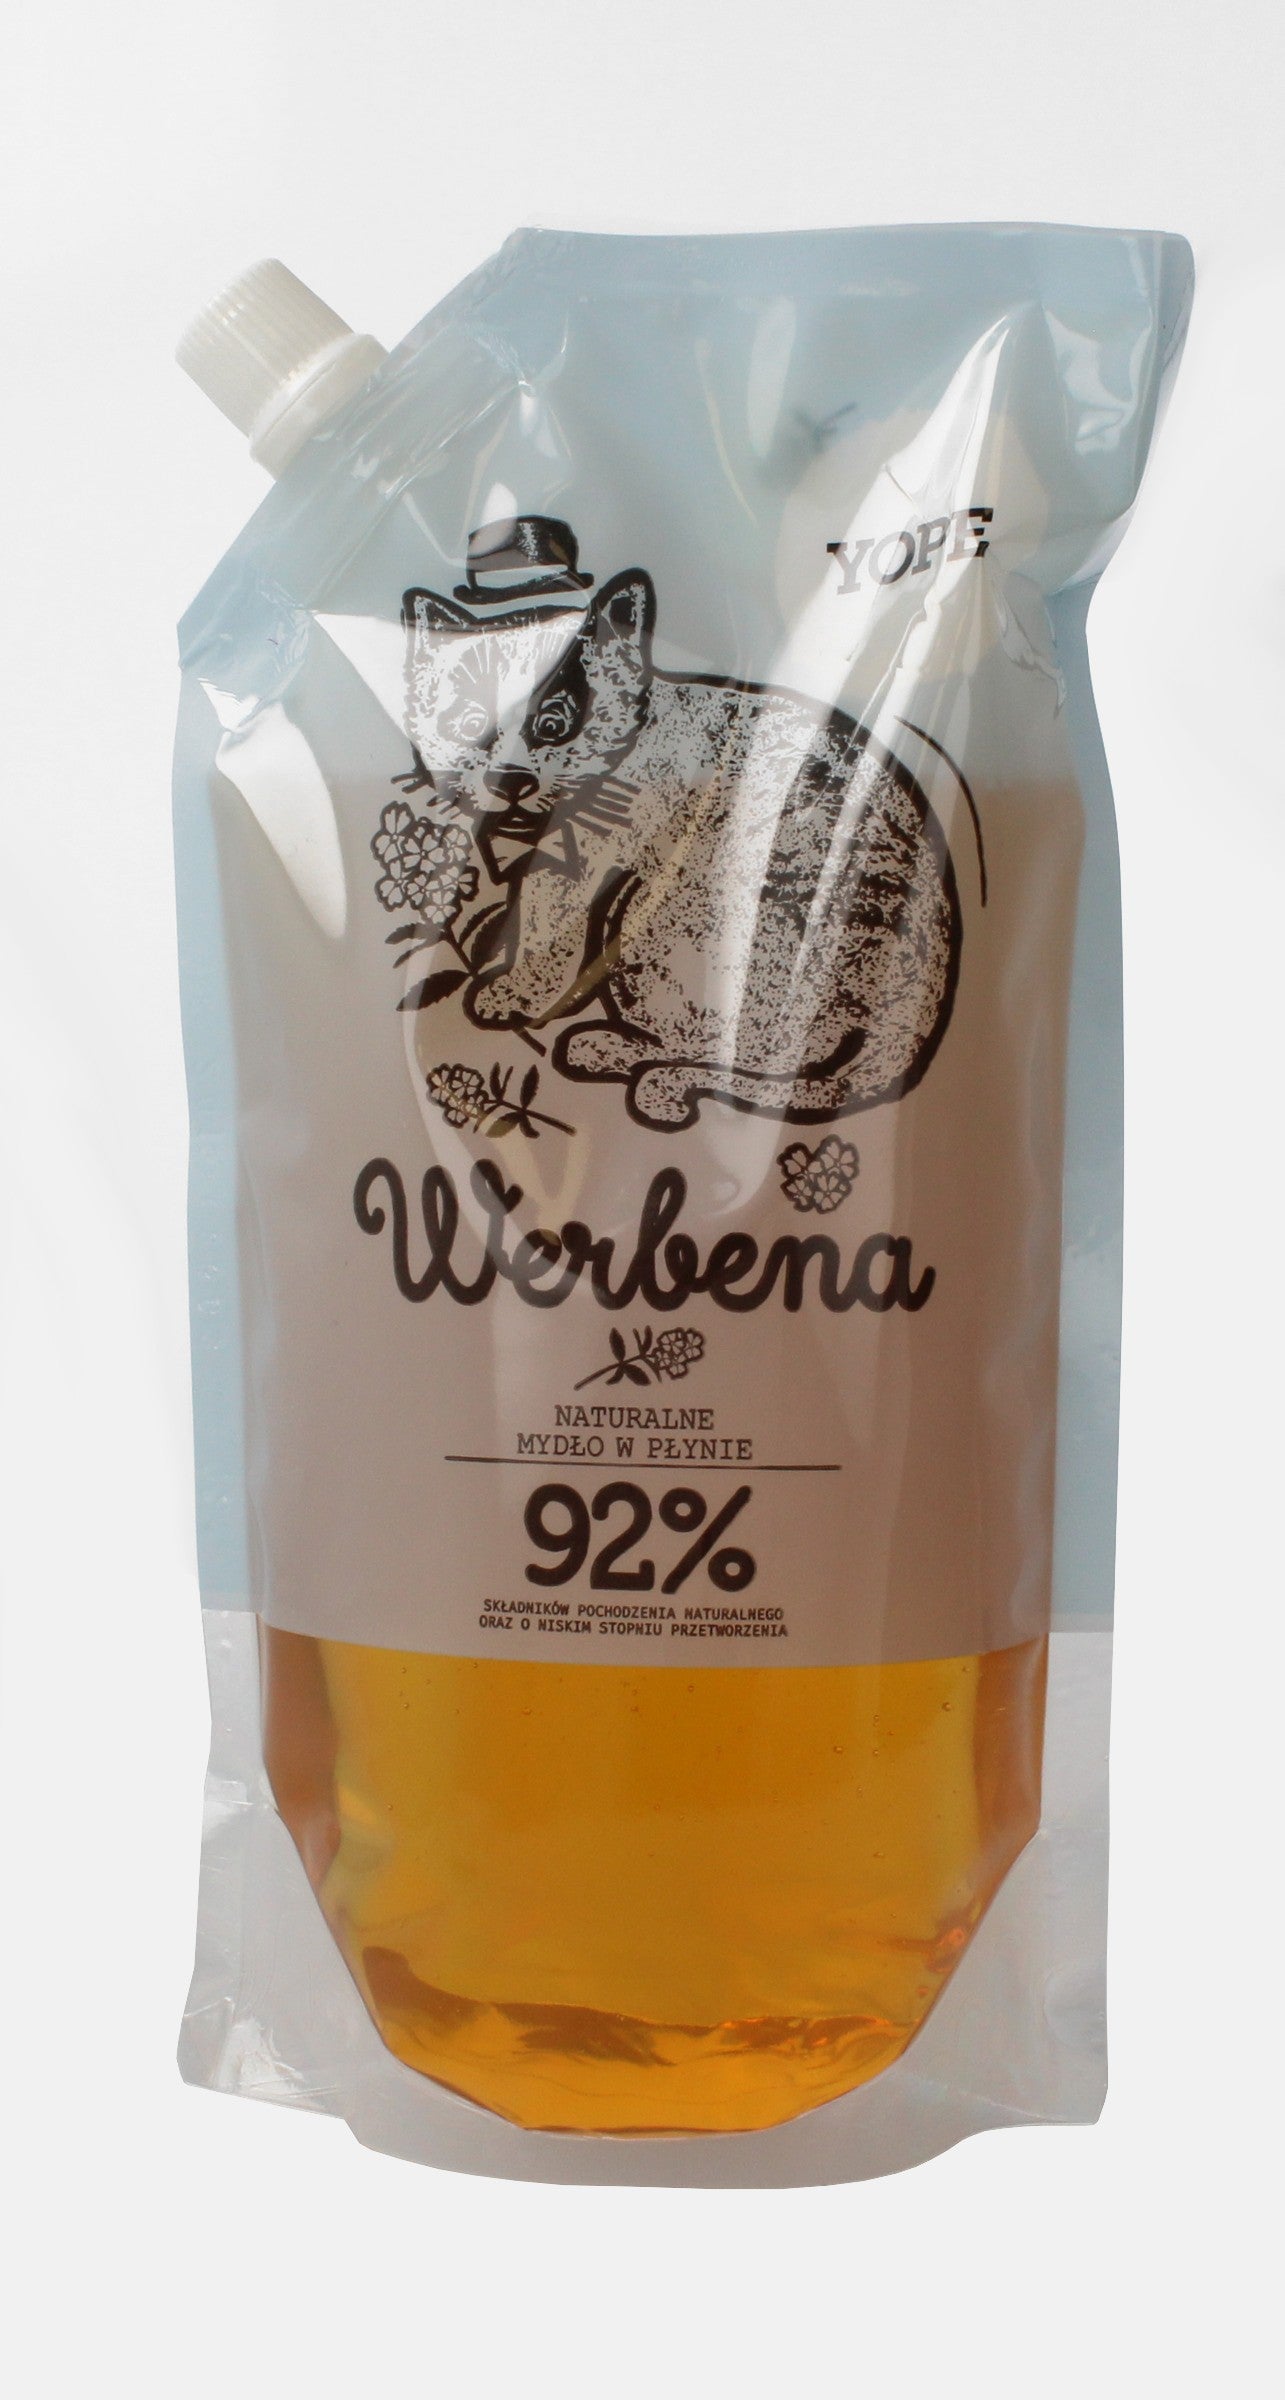 YOPE
Werbena
NATURALNE
MYDŁO W PŁYNIE
92%
SKŁADNIKÓW POCHODZENIA NATURALNEGO
ORAZ O NISKIM STOPNIU PRZETWORZENIA